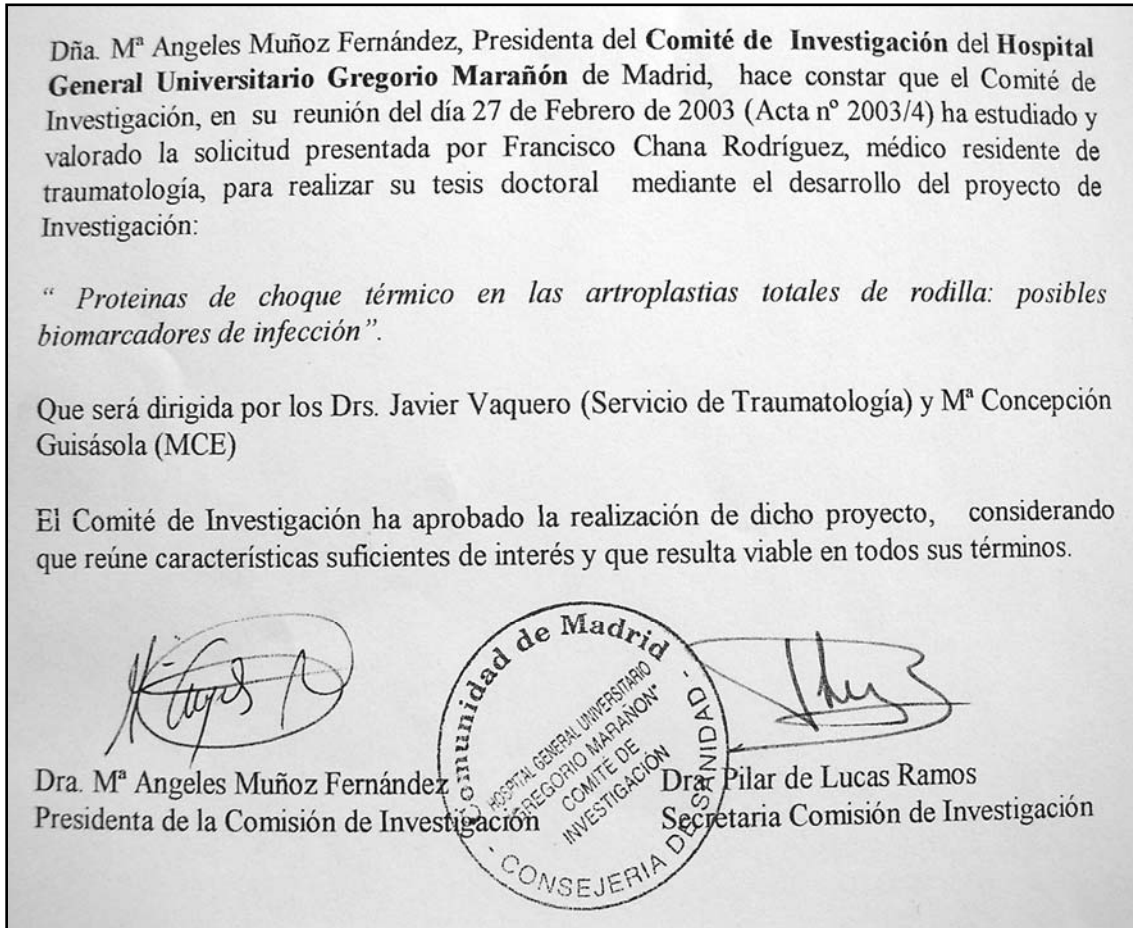 Dña. Mª Angeles Muñoz Fernández, Presidenta del Comité de Investigación del Hospital
General Universitario Gregorio Marañón de Madrid, hace constar que el Comité de
Investigación, en su reunión del día 27 de Febrero de 2003 (Acta nº 2003/4) ha estudiado y
valorado la solicitud presentada por Francisco Chana Rodríguez, médico residente de
traumatología, para realizar su tesis doctoral mediante el desarrollo del proyecto de
Investigación:
“ Proteinas de choque térmico en las artroplastias totales de rodilla: posibles
biomarcadores de infección”.
Que será dirigida por los Drs. Javier Vaquero (Servicio de Traumatología) y Mª Concepción
Guisásola (MCE)
El Comité de Investigación ha aprobado la realización de dicho proyecto, considerando
que reúne características suficientes de interés y que resulta viable en todos sus términos.
Comunidad de Madrid
HOSPITAL GENERAL UNIVERSITARIO
"GREGORIO MARAÑON"
COMITÉ DE
INVESTIGACIÓN
- CONSEJERIA DE SANIDAD -
Dra. Mª Angeles Muñoz Fernández
Presidenta de la Comisión de Investigación
Dra. Pilar de Lucas Ramos
Secretaria Comisión de Investigación